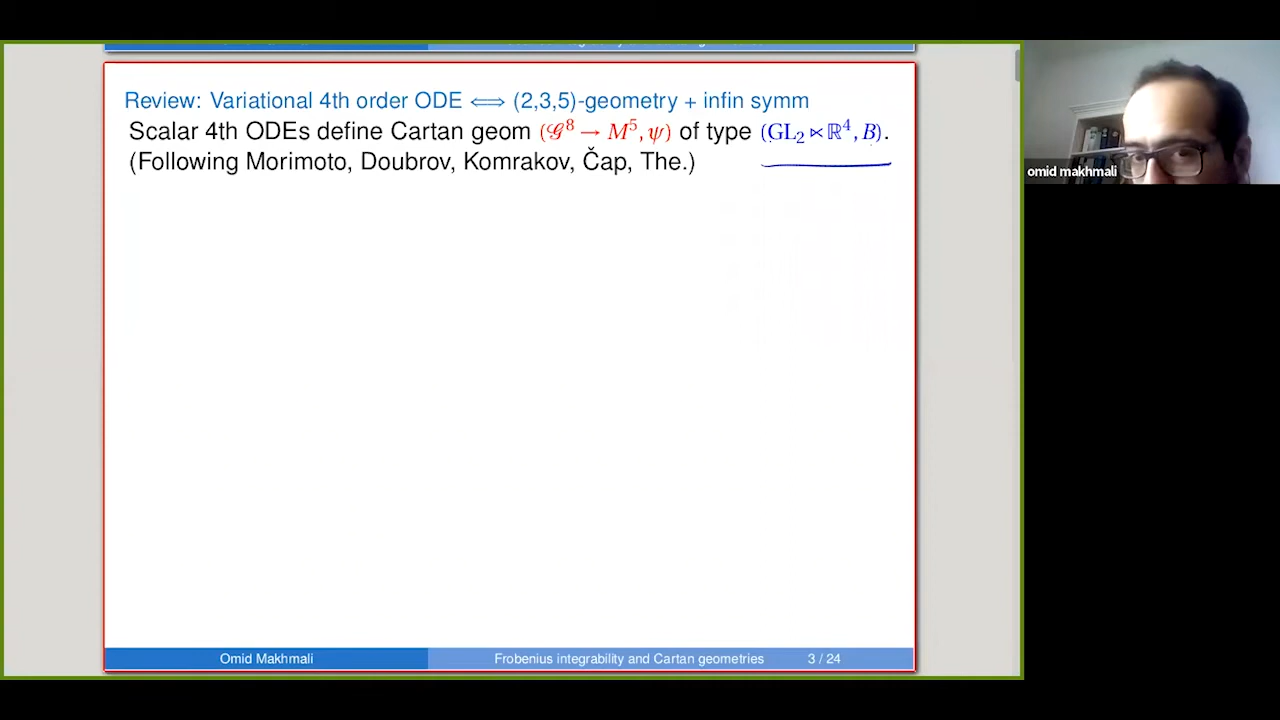 Review: Variational 4th order ODE ⟺ (2,3,5)-geometry + infin symm
Scalar 4th ODEs define Cartan geom (𝒢⁸ → M⁵, ψ) of type (GL₂ ⋉ ℝ⁴, B).
(Following Morimoto, Doubrov, Komrakov, Čap, The.)
omid makhmali
Omid Makhmali Frobenius integrability and Cartan geometries 3 / 24